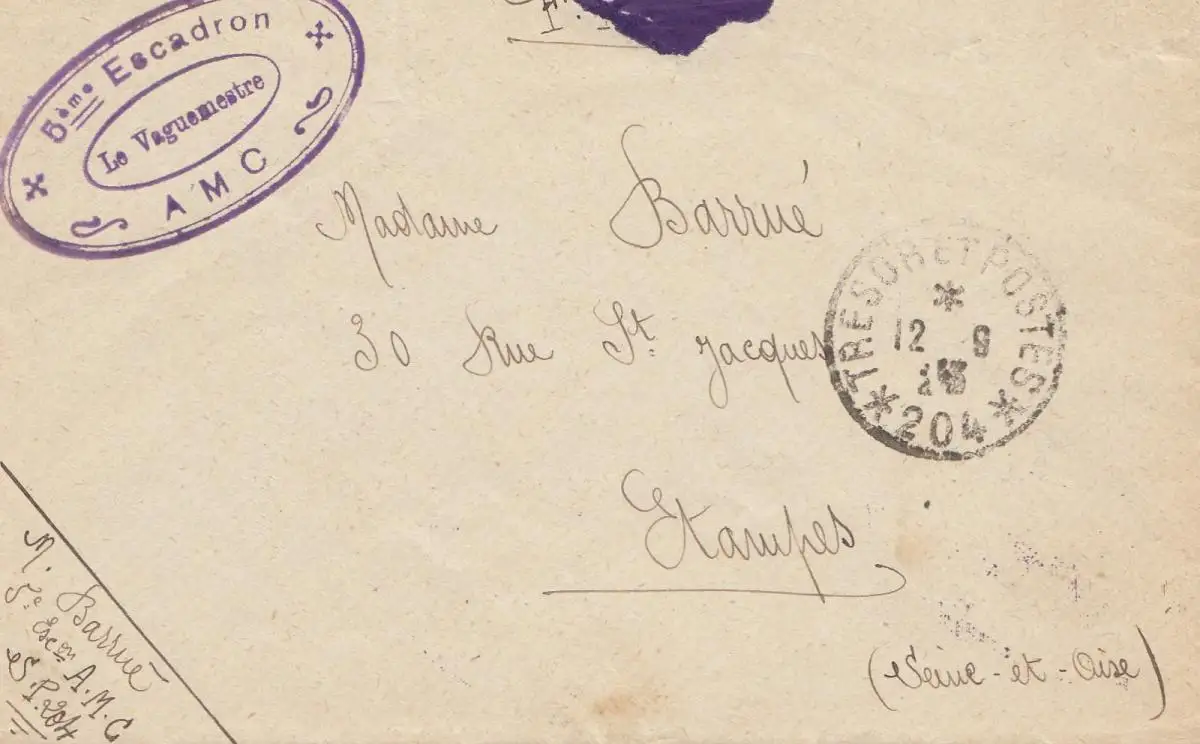 5ème Escadron
Le Vaguemestre
A M C
Madame Barrué
30 Rue St. Jacques
TRESOR ET POSTES
12 9
204
Etampes
(Seine-et-Oise)
M. Barrué
5e Escon A.M.C
S.P. 204